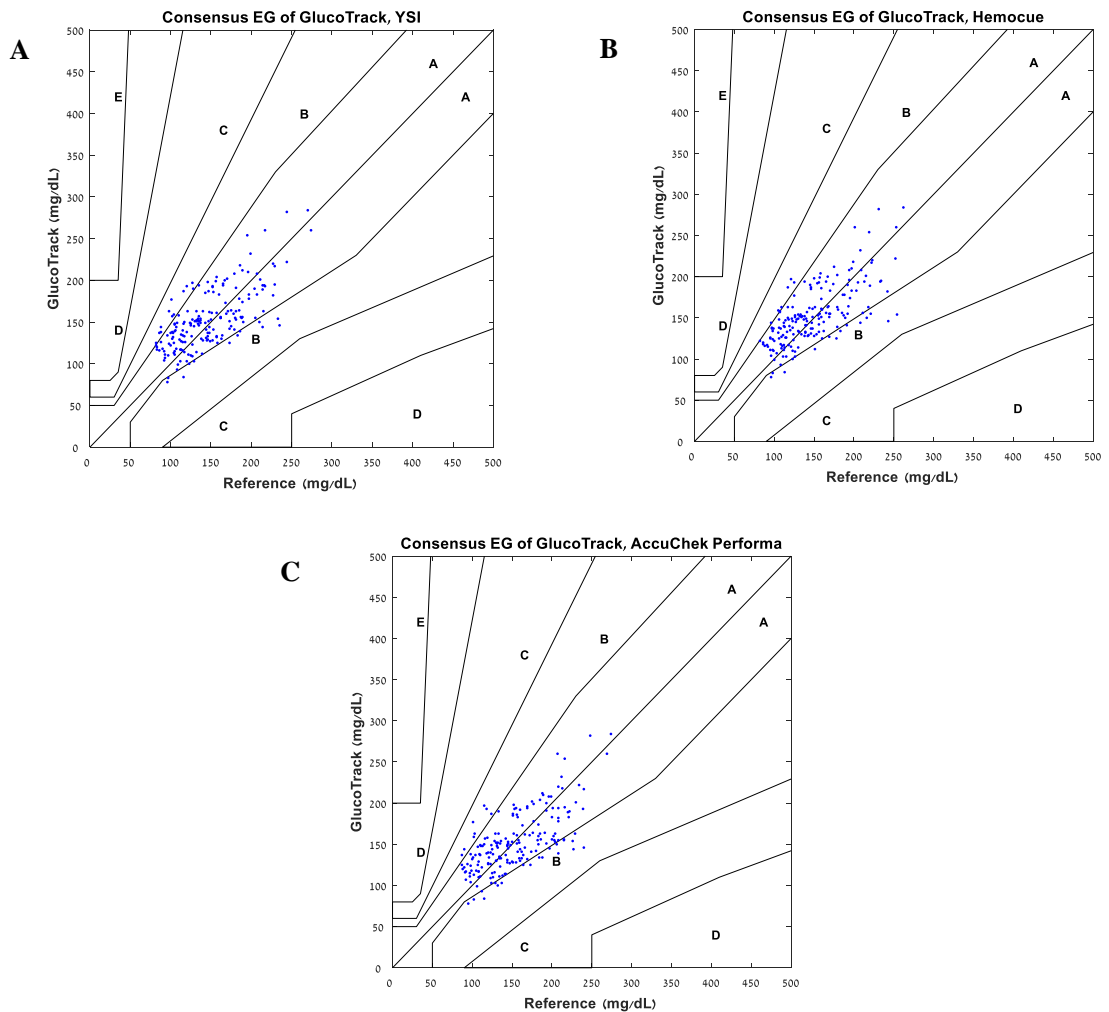 A
Consensus EG of GlucoTrack, YSI
GlucoTrack (mg/dL)
500
450
400
350
300
250
200
150
100
50
0
E
D
C
B
A
A
B
C
D
0 50 100 150 200 250 300 350 400 450 500
Reference (mg/dL)
B
Consensus EG of GlucoTrack, Hemocue
GlucoTrack (mg/dL)
500
450
400
350
300
250
200
150
100
50
0
E
D
C
B
A
A
B
C
D
0 50 100 150 200 250 300 350 400 450 500
Reference (mg/dL)
C
Consensus EG of GlucoTrack, AccuChek Performa
GlucoTrack (mg/dL)
500
450
400
350
300
250
200
150
100
50
0
E
D
C
B
A
A
B
C
D
0 50 100 150 200 250 300 350 400 450 500
Reference (mg/dL)